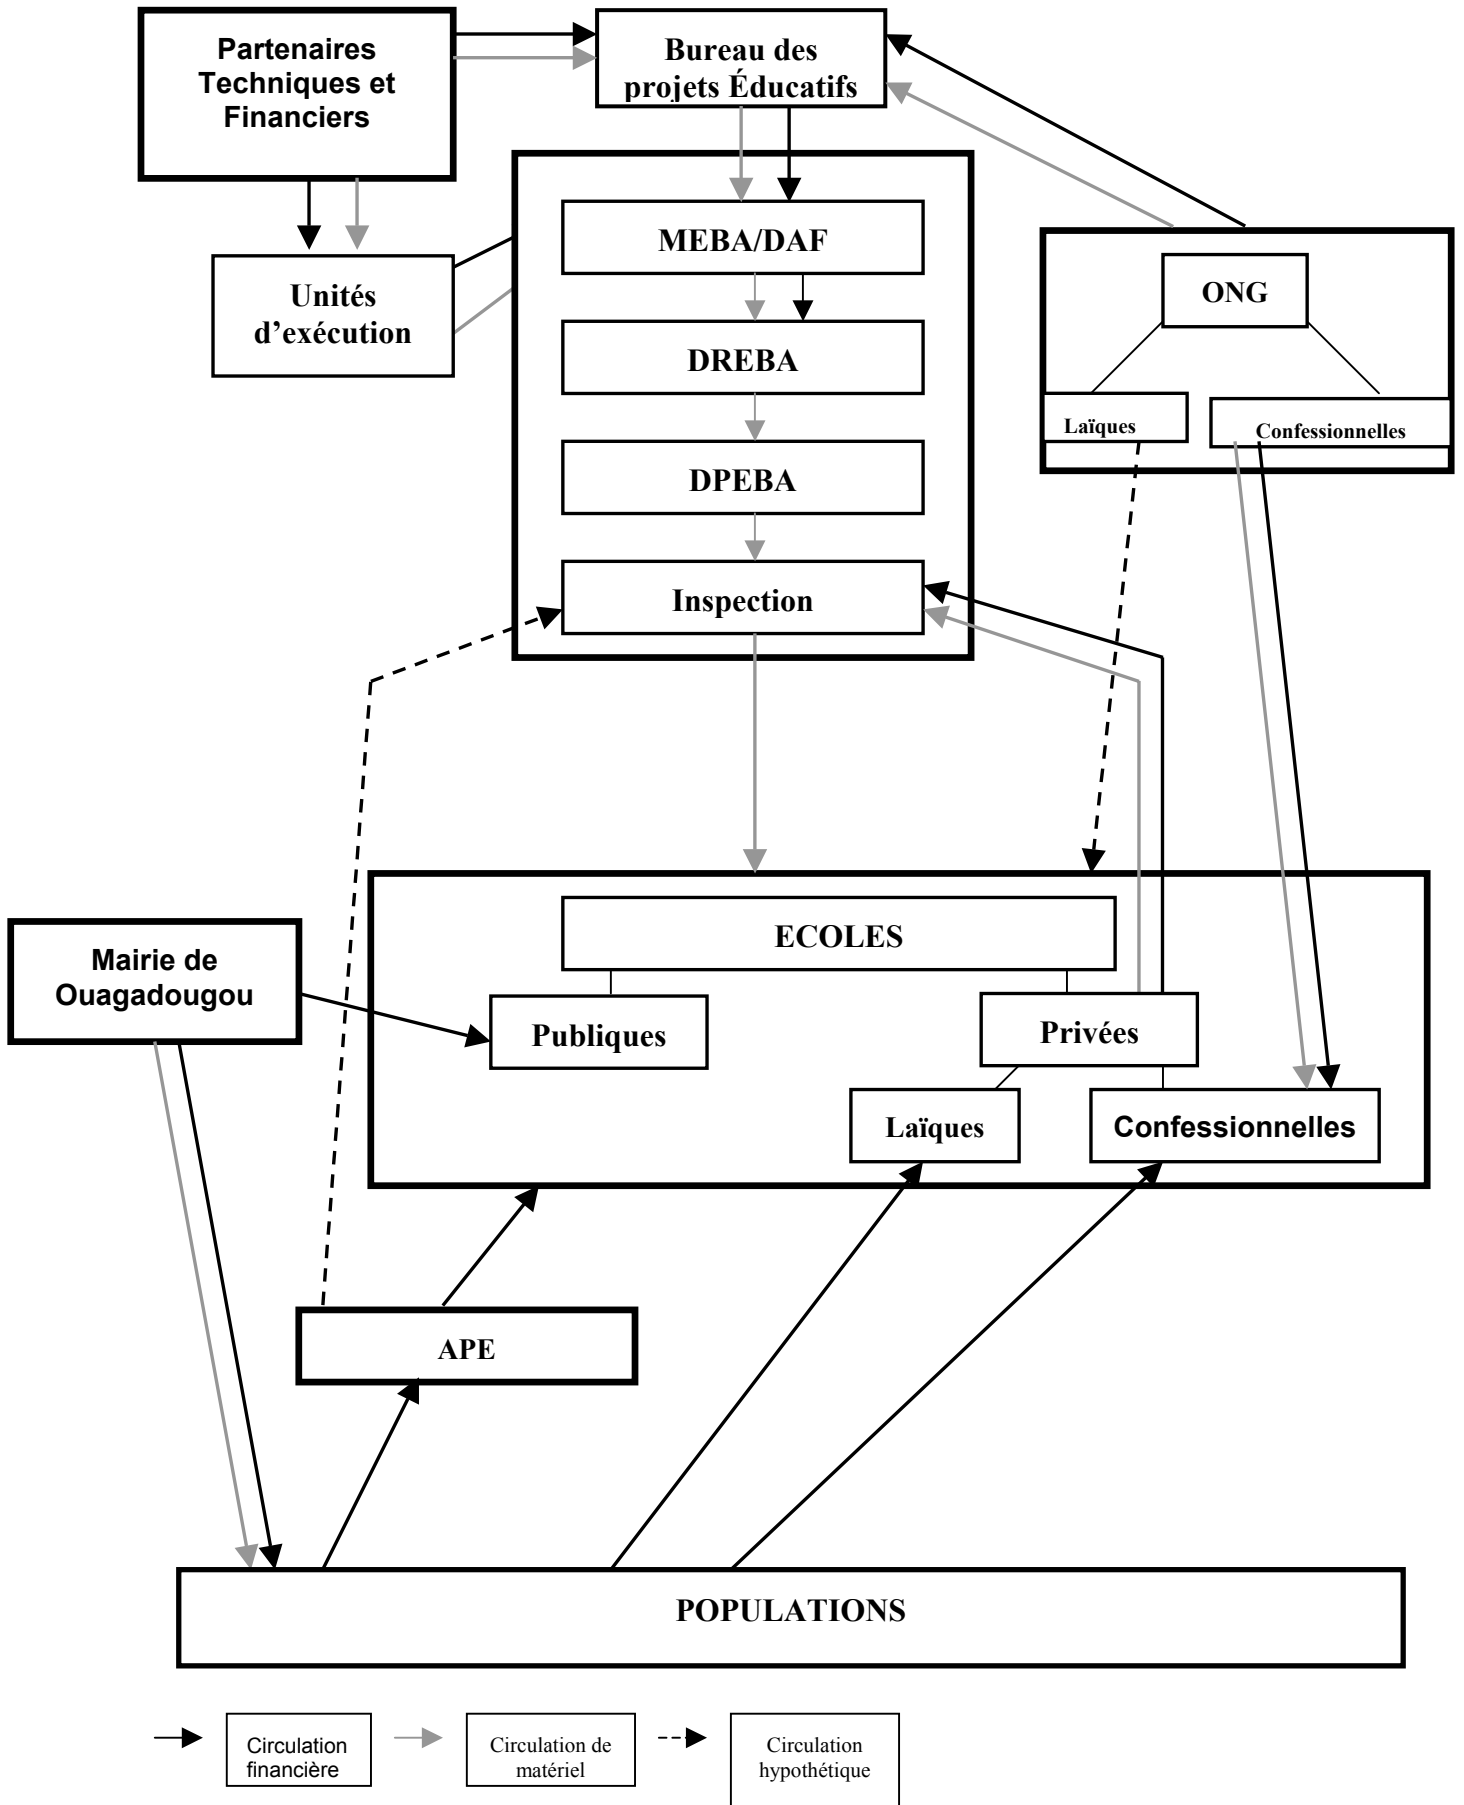 Partenaires
Techniques et
Financiers
Bureau des
projets Éducatifs
MEBA/DAF
Unités
d’exécution
ONG
DREBA
Laïques
Confessionnelles
DPEBA
Inspection
ECOLES
Mairie de
Ouagadougou
Publiques
Privées
Laïques
Confessionnelles
APE
POPULATIONS
Circulation
financière
Circulation de
matériel
Circulation
hypothétique